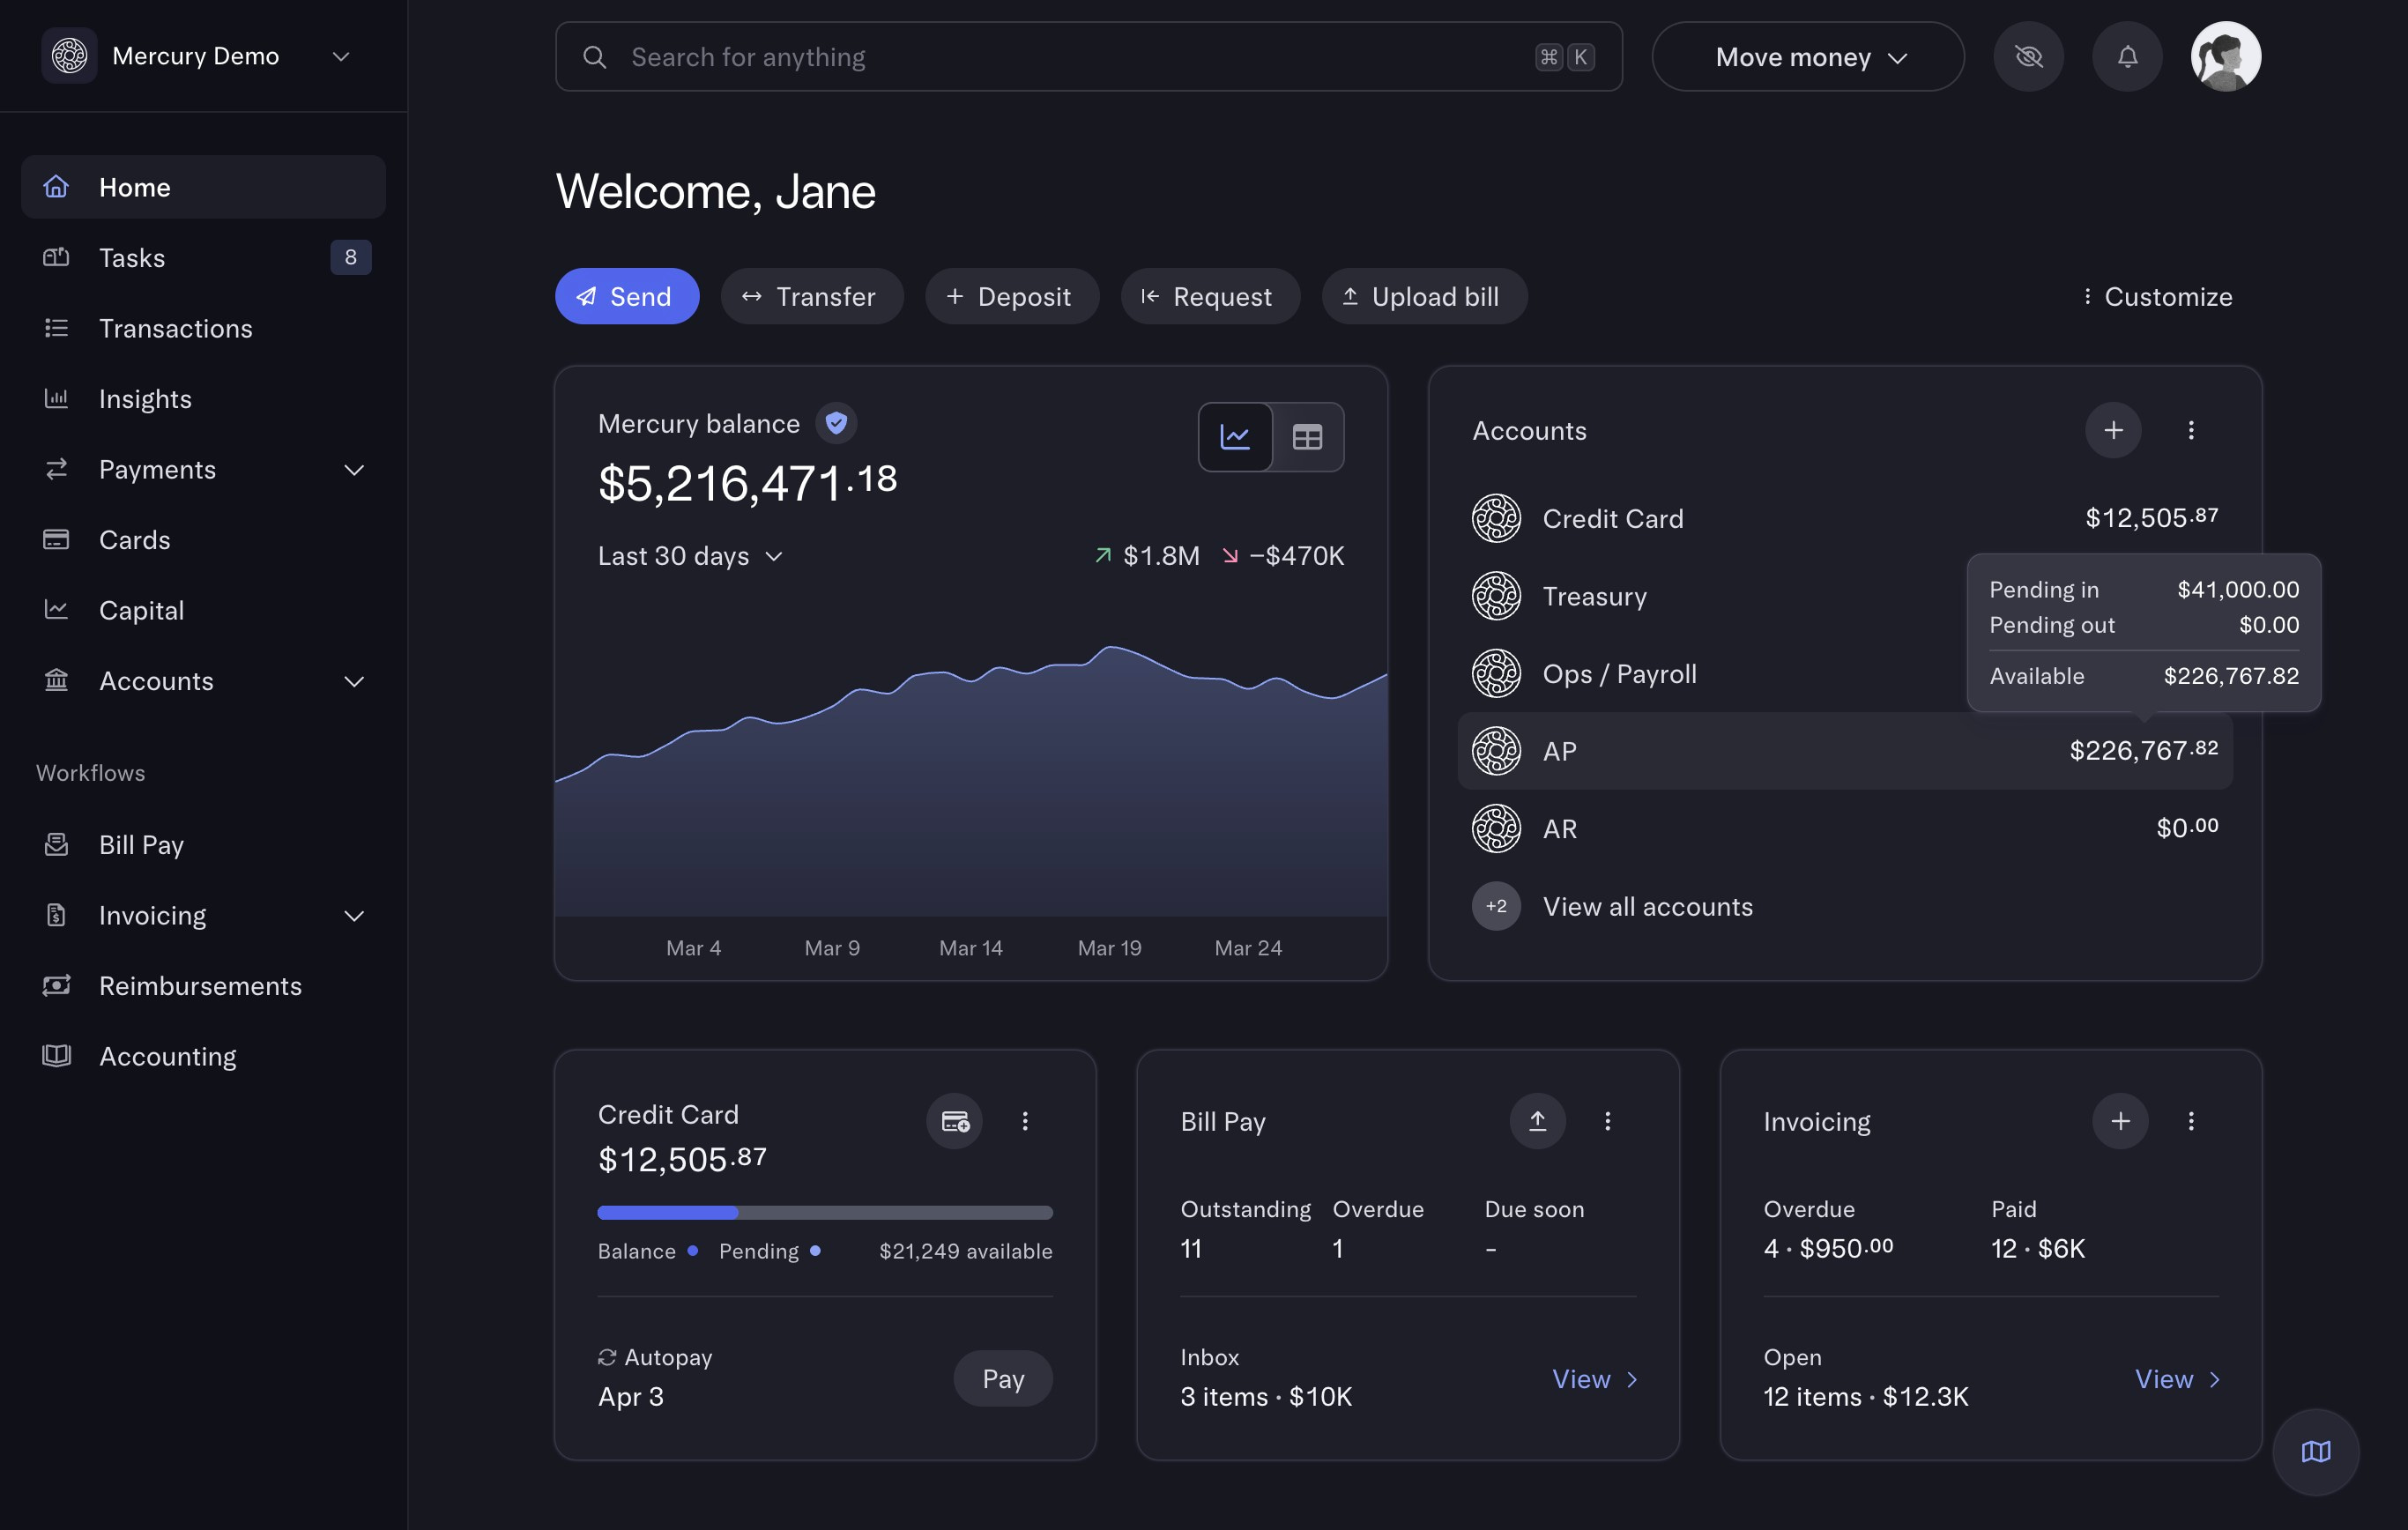 Mercury Demo
Search for anything
⌘ K
Move money
Home
Tasks
8
Transactions
Insights
Payments
Cards
Capital
Accounts
Workflows
Bill Pay
Invoicing
Reimbursements
Accounting
Welcome, Jane
Send
Transfer
Deposit
Request
Upload bill
Customize
Mercury balance
$5,216,471.18
Last 30 days
$1.8M
–$470K
Mar 4
Mar 9
Mar 14
Mar 19
Mar 24
Accounts
Credit Card
$12,505.87
Treasury
Ops / Payroll
Pending in
$41,000.00
Pending out
$0.00
Available
$226,767.82
AP
$226,767.82
AR
$0.00
+2
View all accounts
Credit Card
$12,505.87
Balance
Pending
$21,249 available
Autopay
Apr 3
Pay
Bill Pay
Outstanding
Overdue
Due soon
11
1
-
Inbox
3 items · $10K
View
Invoicing
Overdue
Paid
4 · $950.00
12 · $6K
Open
12 items · $12.3K
View